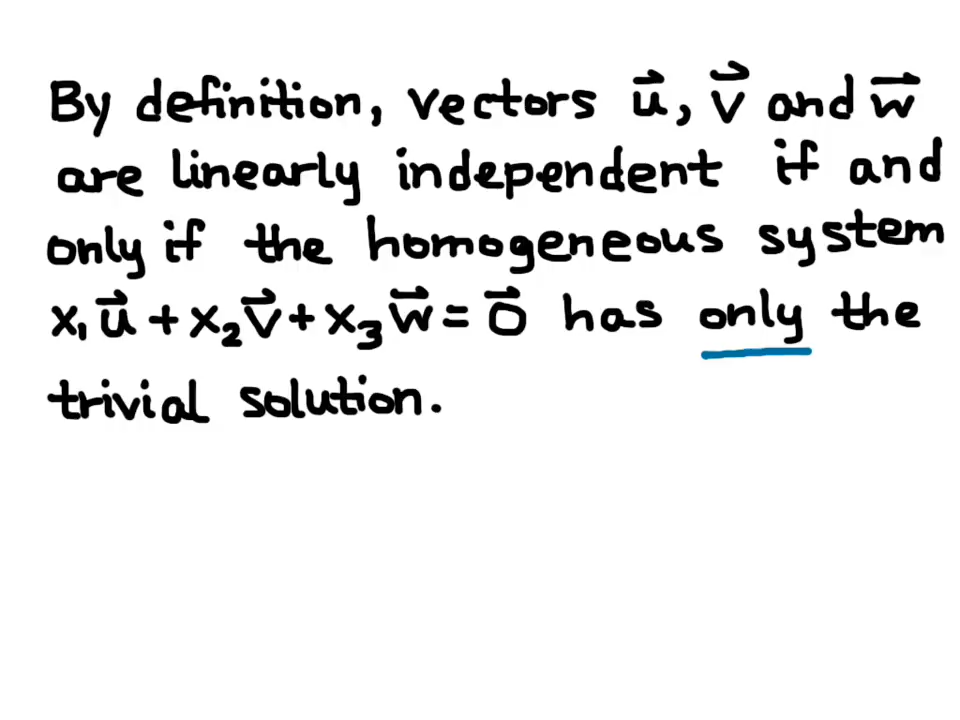 By definition, vectors u⃗, v⃗ and w⃗
are linearly independent if and
only if the homogeneous system
x₁u⃗ + x₂v⃗ + x₃w⃗ = 0⃗ has only the
trivial solution.